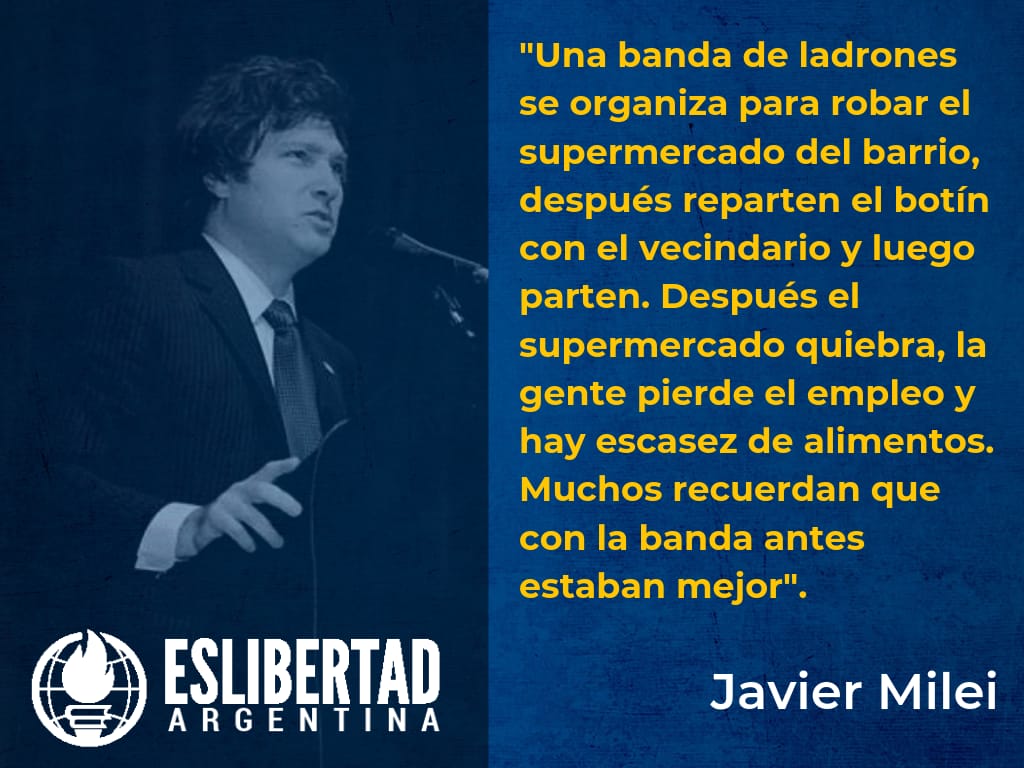 "Una banda de ladrones
se organiza para robar el
supermercado del barrio,
después reparten el botín
con el vecindario y luego
parten. Después el
supermercado quiebra, la
gente pierde el empleo y
hay escasez de alimentos.
Muchos recuerdan que
con la banda antes
estaban mejor".
Javier Milei
ESLIBERTAD
ARGENTINA